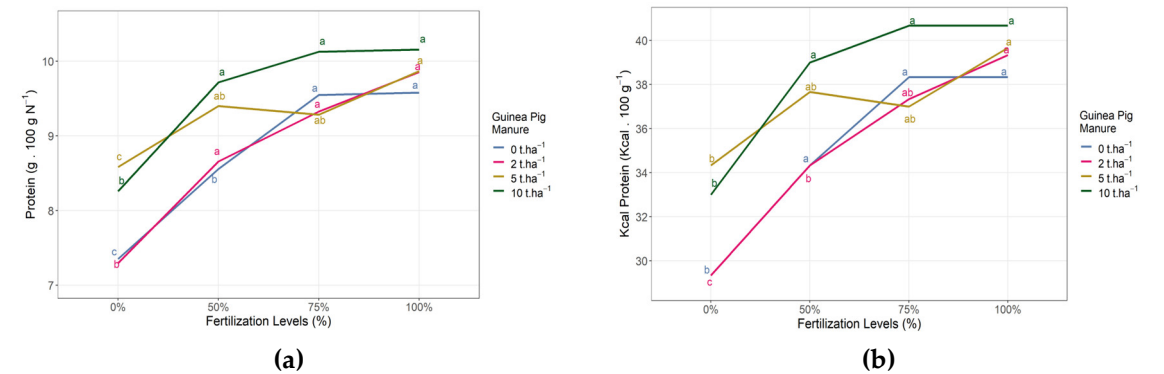 a
a
a
a
a
a
a
ab
a
ab
c
a
b
b
c
b
10
9
8
7
0%
50%
75%
100%
Protein (g . 100 g N⁻¹)
Fertilization Levels (%)
Guinea Pig
Manure
0 t.ha⁻¹
2 t.ha⁻¹
5 t.ha⁻¹
10 t.ha⁻¹
(a)
a
a
a
a
a
a
ab
ab
ab
b
a
b
b
b
c
40
38
36
34
32
30
0%
50%
75%
100%
Kcal Protein (Kcal . 100 g⁻¹)
Fertilization Levels (%)
Guinea Pig
Manure
0 t.ha⁻¹
2 t.ha⁻¹
5 t.ha⁻¹
10 t.ha⁻¹
(b)